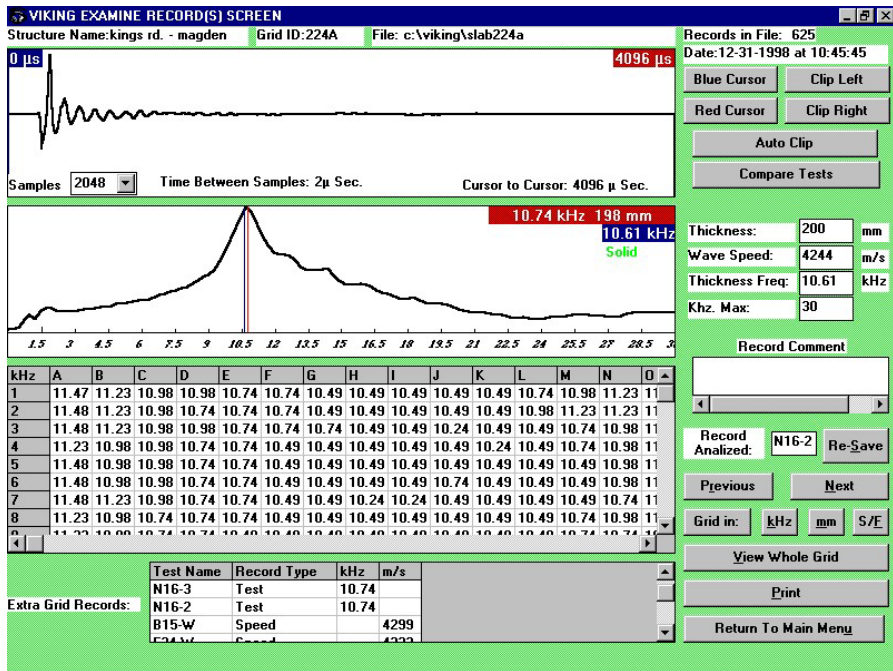 VIKING EXAMINE RECORD(S) SCREEN
Structure Name:kings rd. - magden Grid ID:224A File: c:\viking\slab224a
Records in File: 625
Date:12-31-1998 at 10:45:45
0 µs 4096 µs
Blue Cursor Clip Left
Red Cursor Clip Right
Auto Clip
Compare Tests
Samples 2048 Time Between Samples: 2µ Sec. Cursor to Cursor: 4096 µ Sec.
10.74 kHz 198 mm
10.61 kHz
Solid
Thickness: 200 mm
Wave Speed: 4244 m/s
Thickness Freq: 10.61 kHz
Khz. Max: 30
1.5 3 4.5 6 7.5 9 10.5 12 13.5 15 16.5 18 19.5 21 22.5 24 25.5 27 28.5
Record Comment
kHz A B C D E F G H I J K L M N O
1 11.47 11.23 10.98 10.98 10.74 10.74 10.49 10.49 10.49 10.49 10.49 10.74 10.98 11.23 11
2 11.48 11.23 10.98 10.74 10.74 10.49 10.49 10.49 10.49 10.49 10.49 10.98 11.23 11.23 11
3 11.48 10.98 10.98 10.74 10.74 10.74 10.49 10.49 10.24 10.49 10.49 10.49 10.74 10.98 11
4 11.23 10.98 10.98 10.74 10.74 10.49 10.49 10.49 10.49 10.24 10.49 10.74 10.98 11
5 11.48 10.98 10.98 10.74 10.74 10.49 10.49 10.49 10.49 10.49 10.49 10.49 10.49 10.98 11
6 11.48 10.98 10.98 10.74 10.74 10.49 10.49 10.49 10.49 10.74 10.49 10.49 10.74 10.98 11
7 11.48 11.23 10.98 10.74 10.74 10.49 10.49 10.24 10.24 10.49 10.49 10.49 10.49 10.74 11
8 11.23 10.98 10.74 10.74 10.74 10.49 10.49 10.49 10.49 10.49 10.49 10.49 10.74 10.98 11
Record Analized: N16-2 Re-Save
Previous Next
Grid in: kHz mm S/F
View Whole Grid
Print
Return To Main Menu
Extra Grid Records:
Test Name Record Type kHz m/s
N16-3 Test 10.74
N16-2 Test 10.74
B15-W Speed 4299